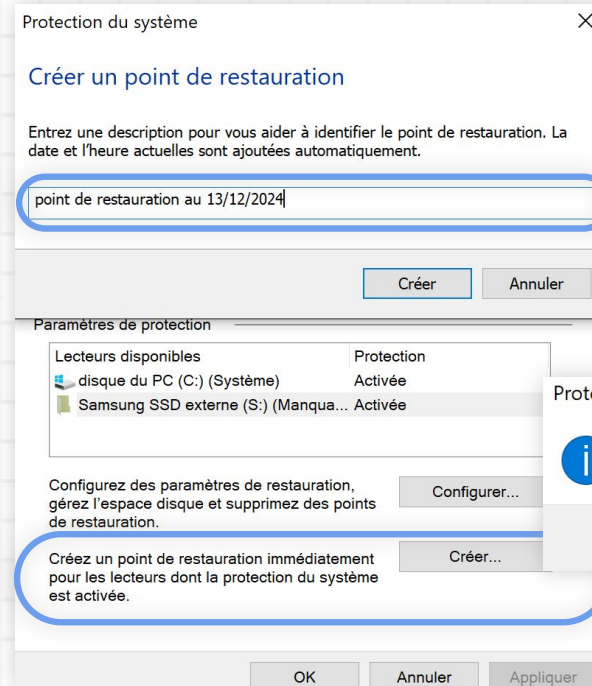 Protection du système
Créer un point de restauration
Entrez une description pour vous aider à identifier le point de restauration. La
date et l'heure actuelles sont ajoutées automatiquement.
point de restauration au 13/12/2024
Créer
Annuler
Paramètres de protection
Lecteurs disponibles Protection
disque du PC (C:) (Système) Activée
Samsung SSD externe (S:) (Manqua... Activée
Configurez des paramètres de restauration,
gérez l'espace disque et supprimez des points
de restauration.
Configurer...
Créez un point de restauration immédiatement
pour les lecteurs dont la protection du système
est activée.
Créer...
OK
Annuler
Appliquer